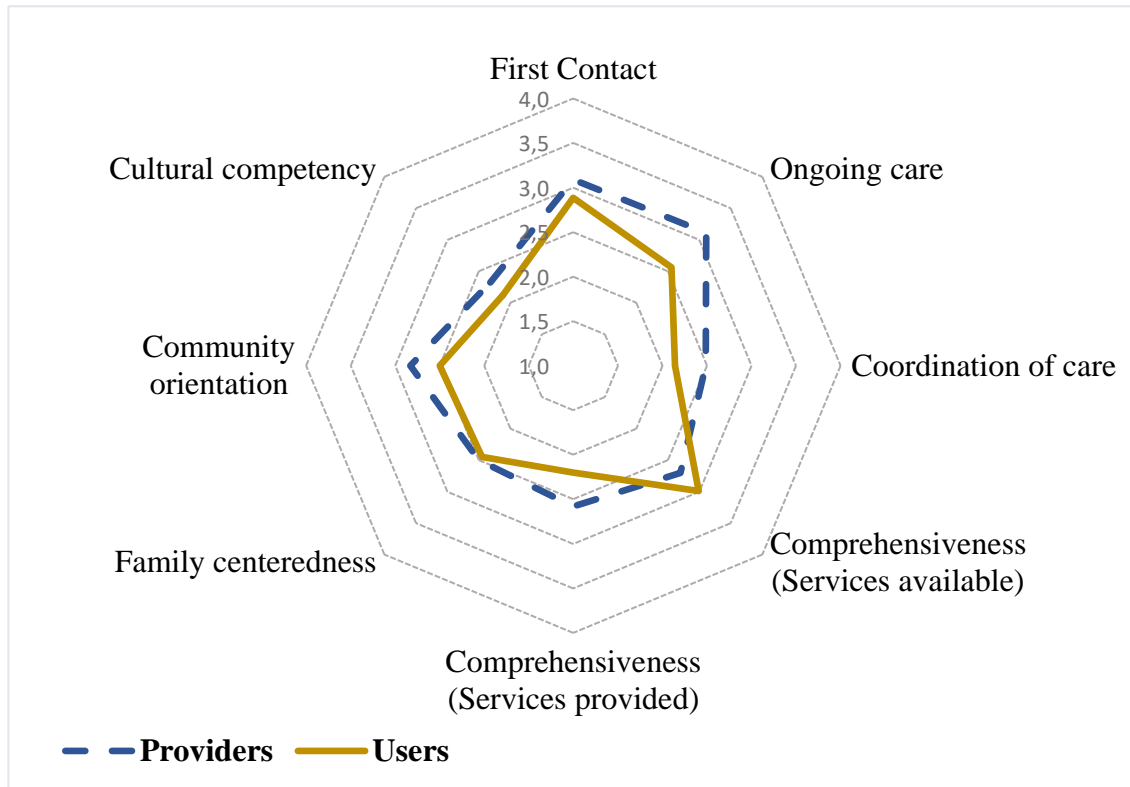 First Contact
4,0
3,5
3,0
2,5
2,0
1,5
1,0
Cultural competency
Ongoing care
Community
orientation
Coordination of care
Family centeredness
Comprehensiveness
(Services available)
Comprehensiveness
(Services provided)
Providers
Users